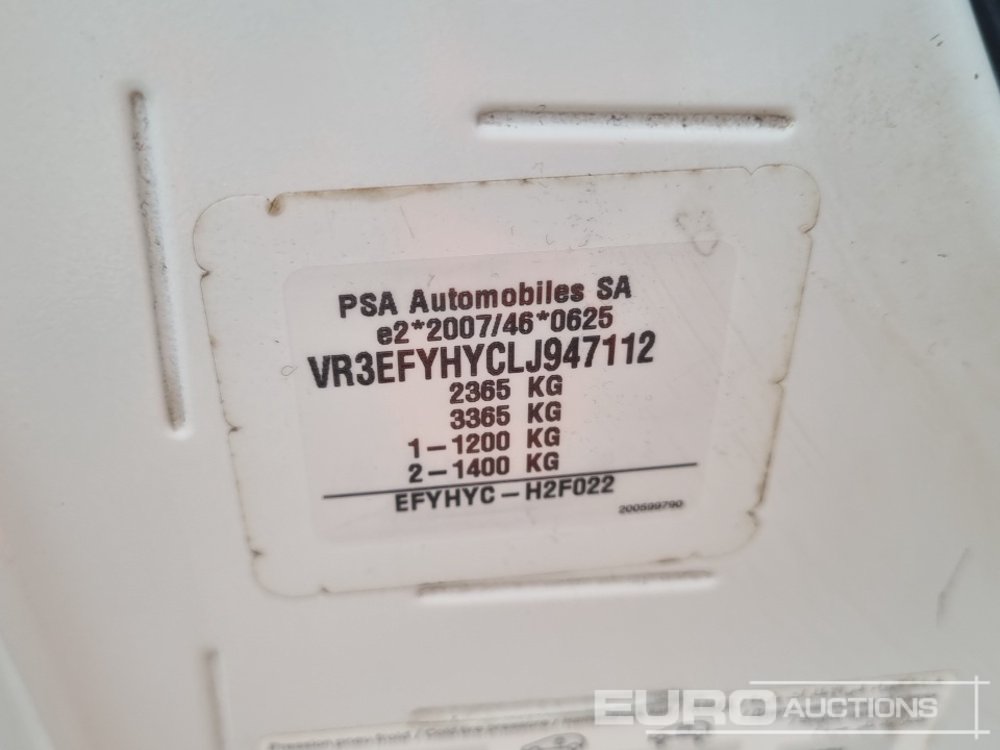 PSA Automobiles SA
e2*2007/46*0625
VR3EFYHYCLJ947112
2365 KG
3365 KG
1-1200 KG
2-1400 KG
EFYHYC-H2F022
200599790
EURO AUCTIONS